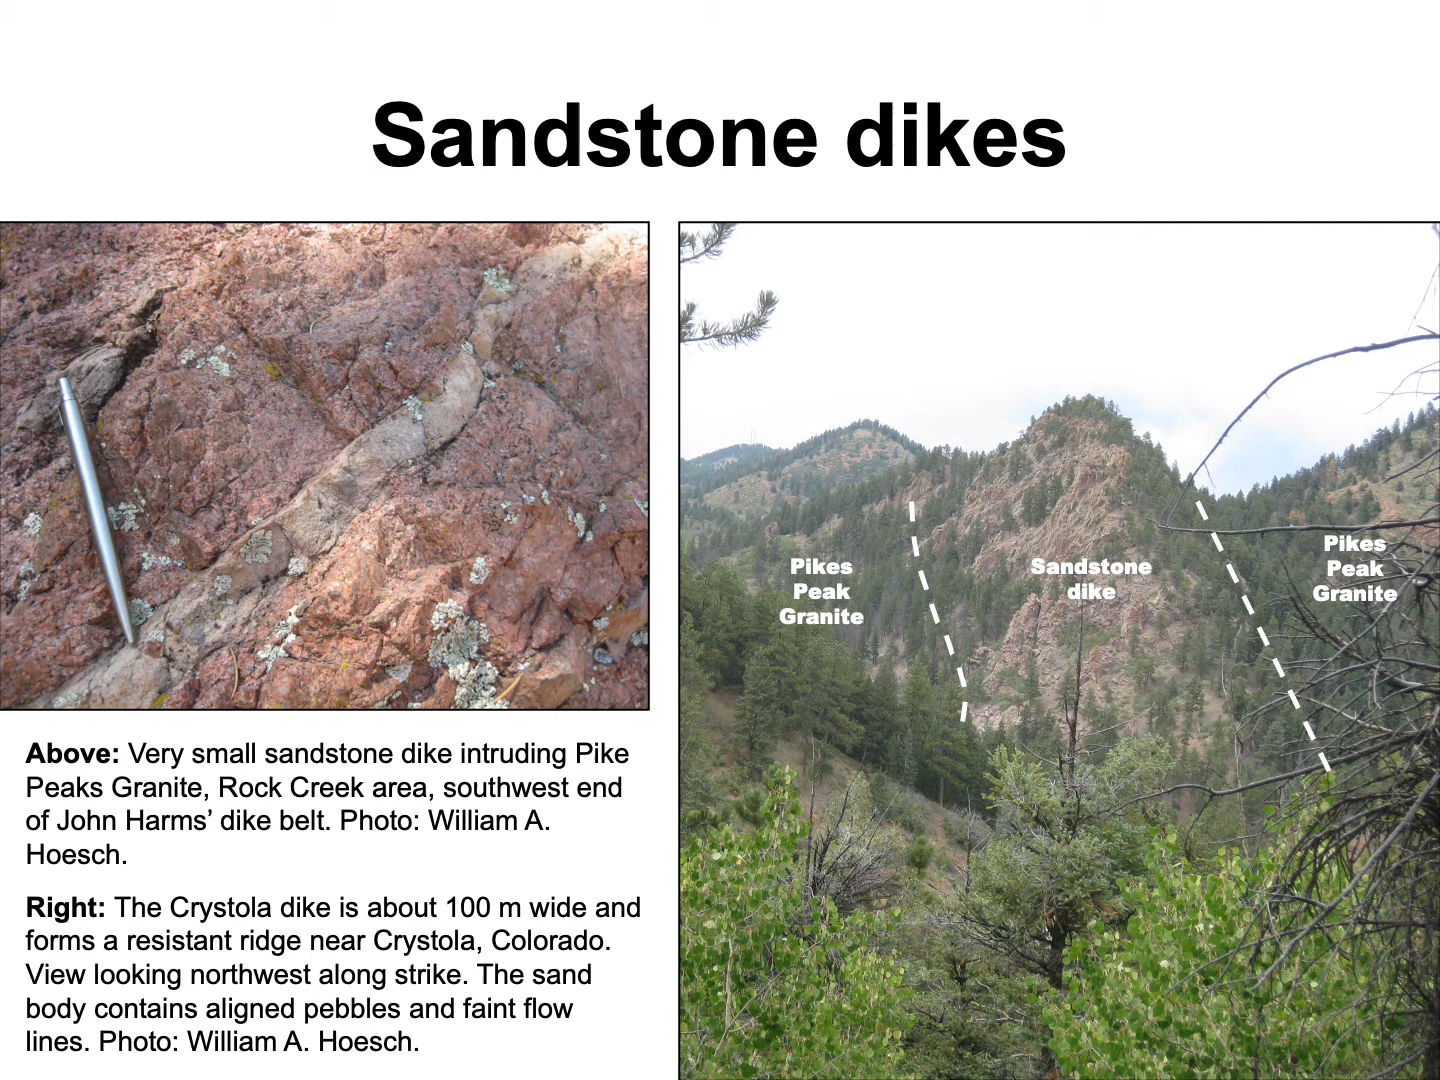 Sandstone dikes
Pikes
Peak
Granite
Sandstone
dike
Pikes
Peak
Granite
Above: Very small sandstone dike intruding Pike
Peaks Granite, Rock Creek area, southwest end
of John Harms’ dike belt. Photo: William A.
Hoesch.
Right: The Crystola dike is about 100 m wide and
forms a resistant ridge near Crystola, Colorado.
View looking northwest along strike. The sand
body contains aligned pebbles and faint flow
lines. Photo: William A. Hoesch.